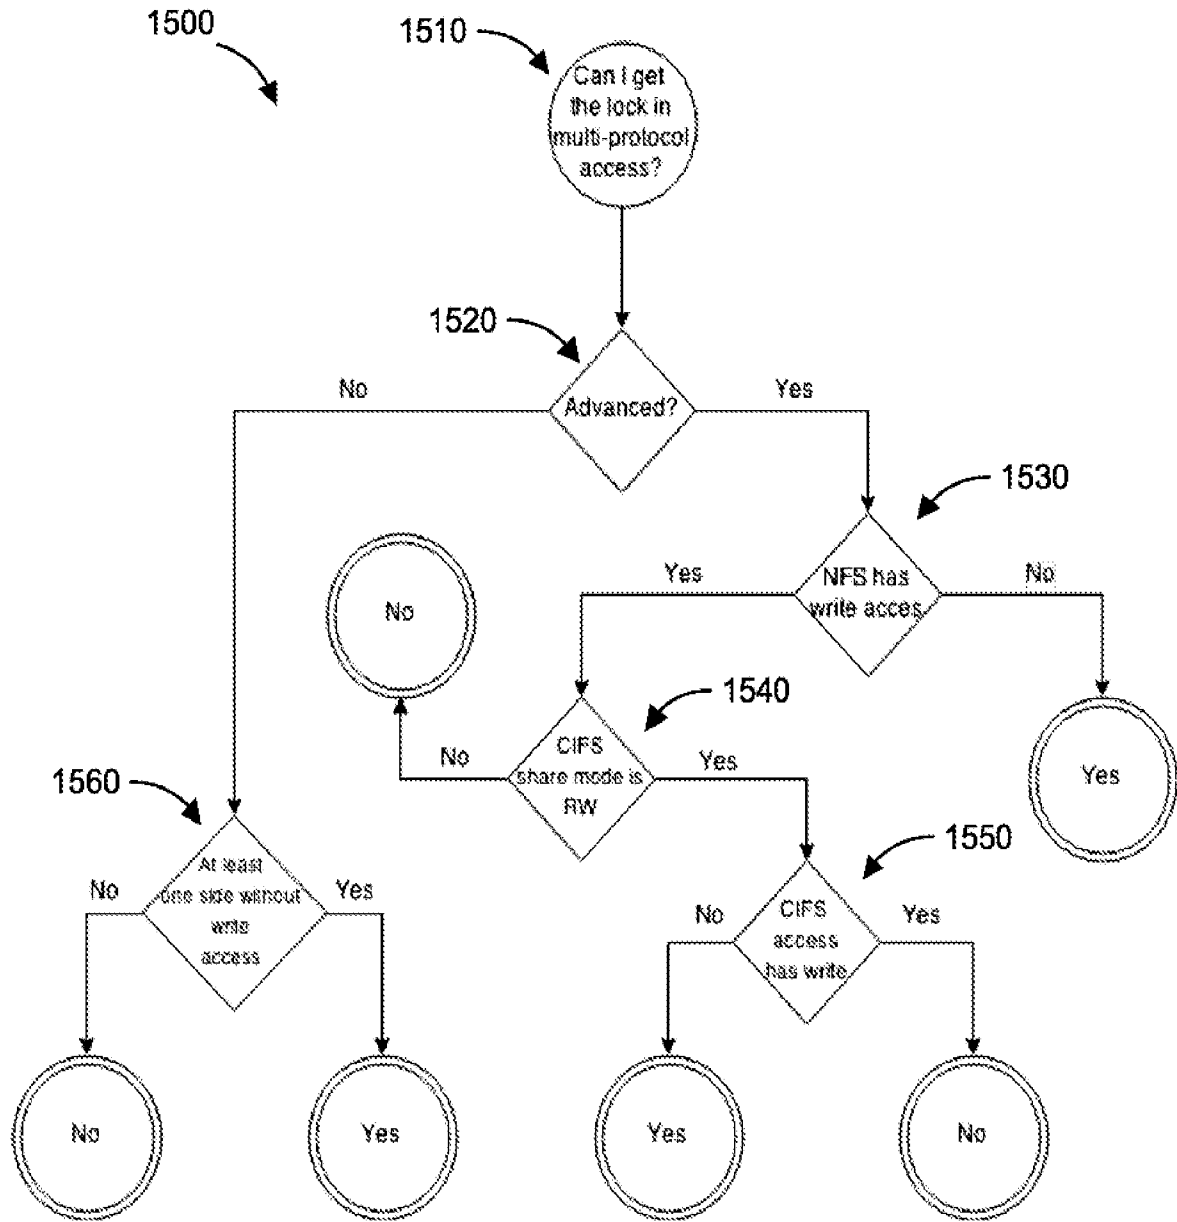 1500
1510
Can I get
the lock in
multi-protocol
access?
1520
No
Advanced?
Yes
1530
Yes
NFS has
write acces
No
No
1540
CIFS
share mode is
RW
No
Yes
Yes
1560
At least
one side without
write
access
No
Yes
1550
CIFS
access
has write
No
Yes
No
Yes
Yes
No